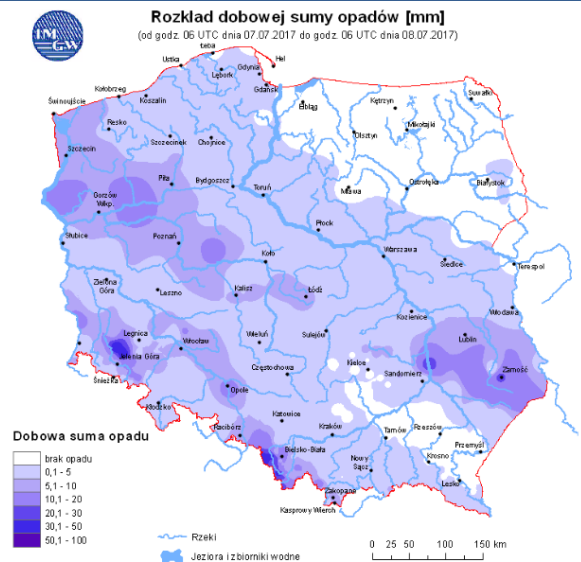 IM
GW
Rozkład dobowej sumy opadów [mm]
(od godz. 06 UTC dnia 07.07.2017 do godz. 06 UTC dnia 08.07.2017)
Łeba
Hel
Ustka
Lębork
Gdynia
Gdańsk
Kołobrzeg
Koszalin
Elbląg
Kętrzyn
Suwałki
Świnoujście
Resko
Szczecinek
Chojnice
Olsztyn
Mikołajki
Szczecin
Piła
Bydgoszcz
Toruń
Mława
Ostrołęka
Białystok
Gorzów
Wlkp.
Płock
Słubice
Poznań
Koło
Warszawa
Siedlce
Terespol
Zielona
Góra
Leszno
Kalisz
Łódź
Kozienice
Włodawa
Legnica
Wrocław
Wieluń
Sulejów
Lublin
Jelenia Góra
Kielce
Zamość
Śnieżka
Częstochowa
Sandomierz
Opole
Kłodzko
Katowice
Racibórz
Kraków
Tarnów
Rzeszów
Przemyśl
Bielsko-Biała
Nowy
Sącz
Krosno
Lesko
Zakopane
Kasprowy Wierch
Dobowa suma opadu
brak opadu
0,1 - 5
5,1 - 10
10,1 - 20
20,1 - 30
30,1 - 50
50,1 - 100
Rzeki
Jeziora i zbiorniki wodne
0 25 50 100 150 km